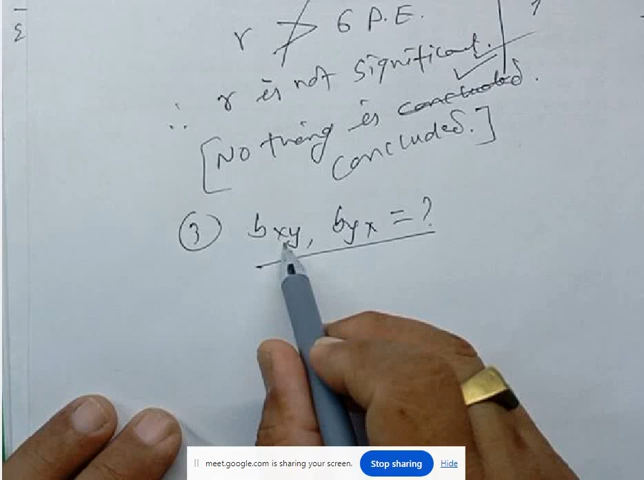 r ≯ 6 P.E.
∴ r is not significant.
[No thing is concluded.
concluded.]
③ bxy, byx = ?
meet.google.com is sharing your screen. Stop sharing Hide